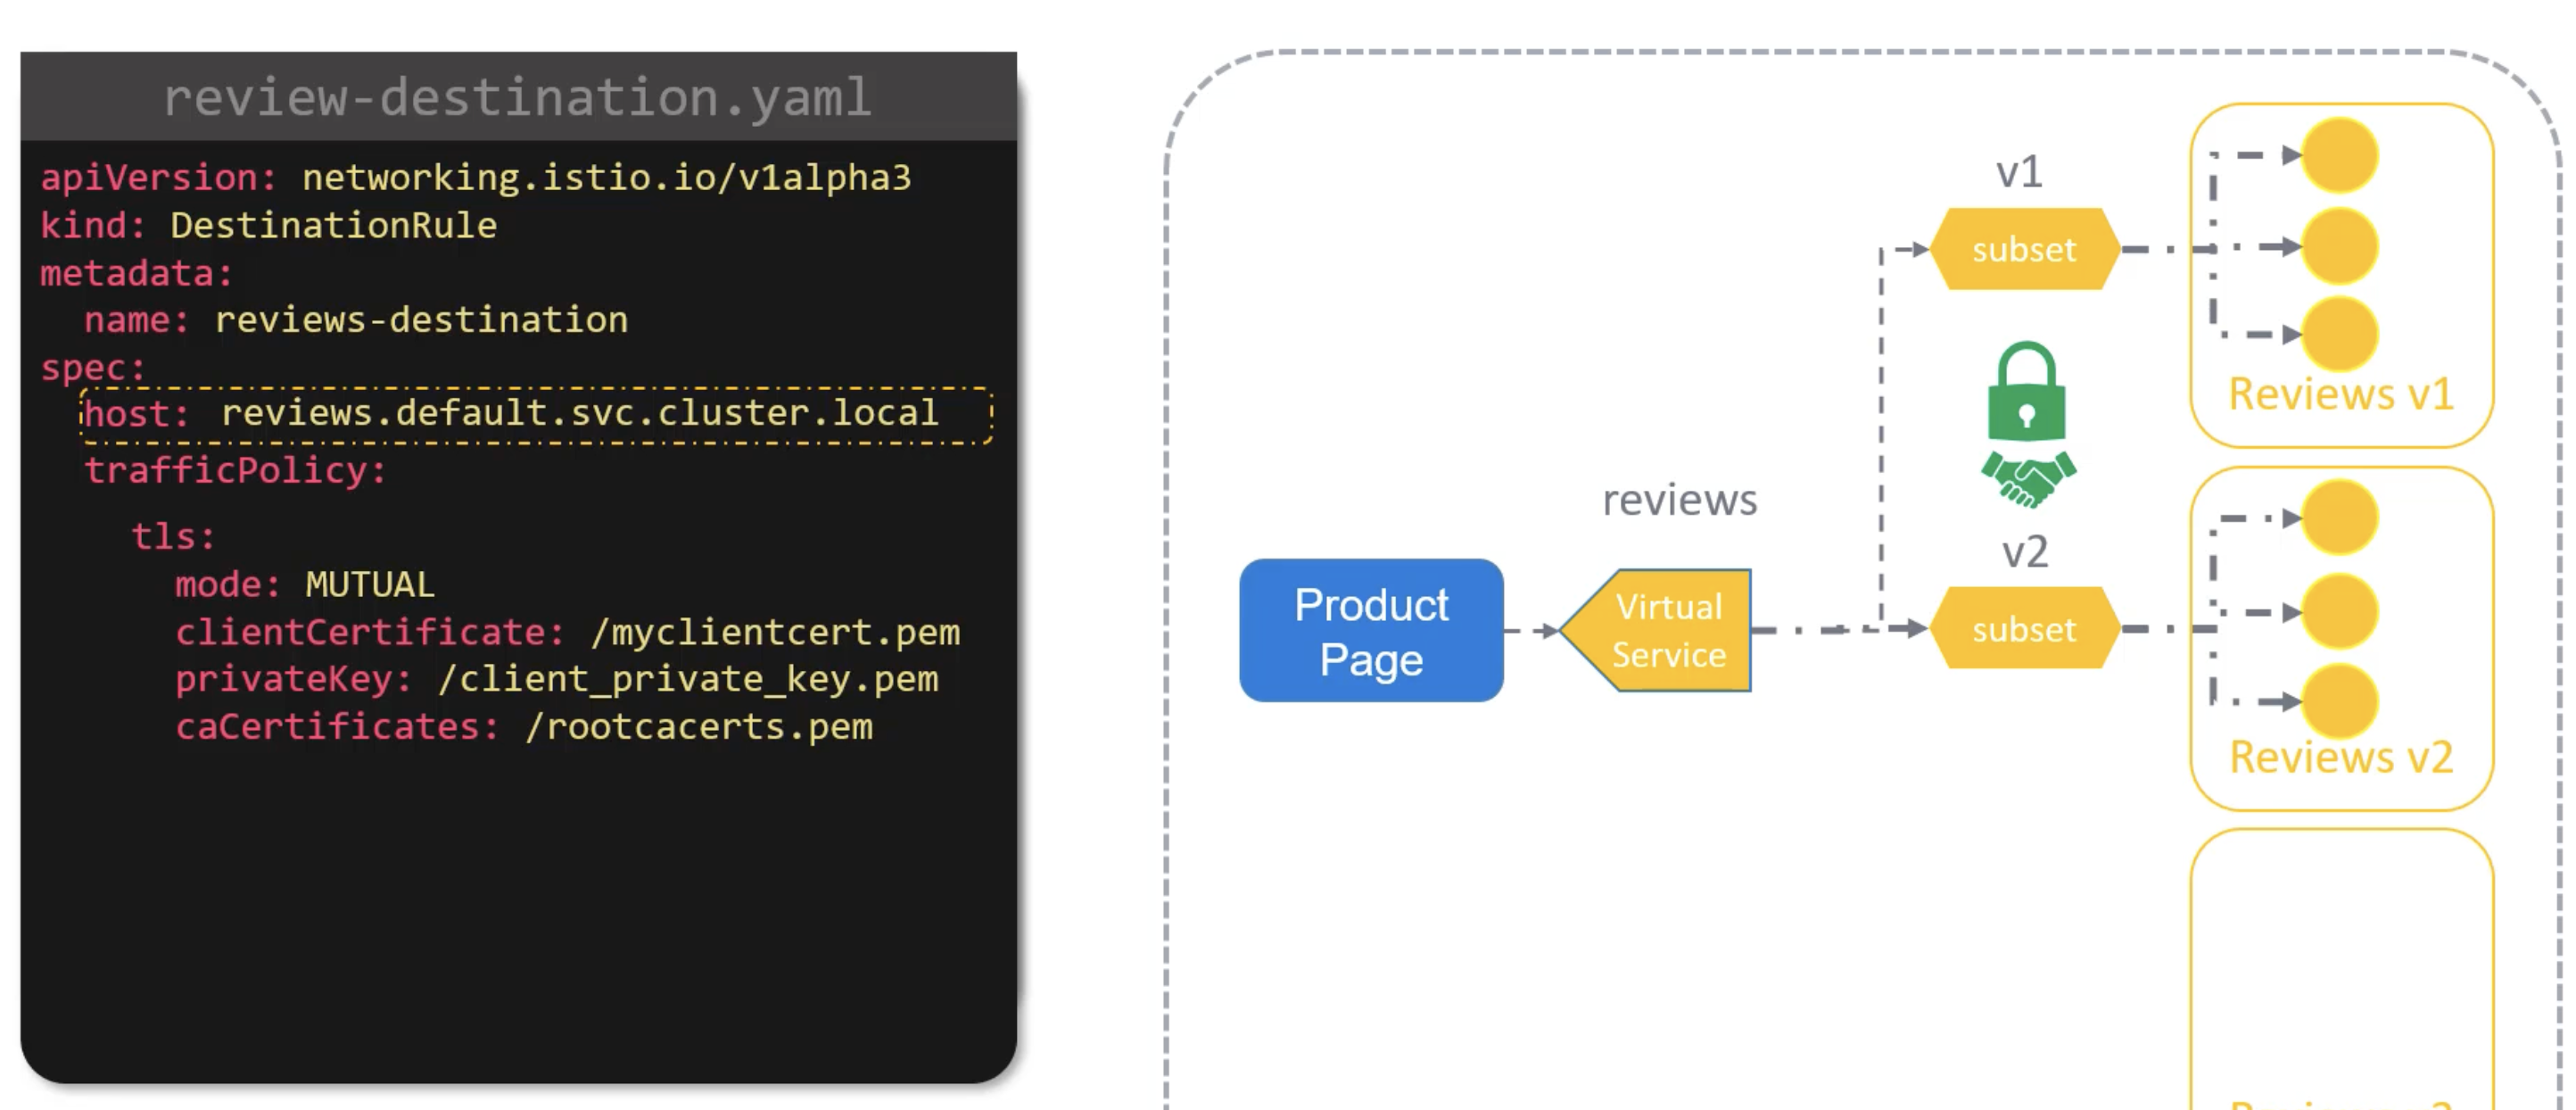 review-destination.yaml
apiVersion: networking.istio.io/v1alpha3
kind: DestinationRule
metadata:
  name: reviews-destination
spec:
  host: reviews.default.svc.cluster.local
  trafficPolicy:
    tls:
      mode: MUTUAL
      clientCertificate: /myclientcert.pem
      privateKey: /client_private_key.pem
      caCertificates: /rootcacerts.pem
v1
subset
Reviews v1
reviews
v2
Product
Page
Virtual
Service
subset
Reviews v2